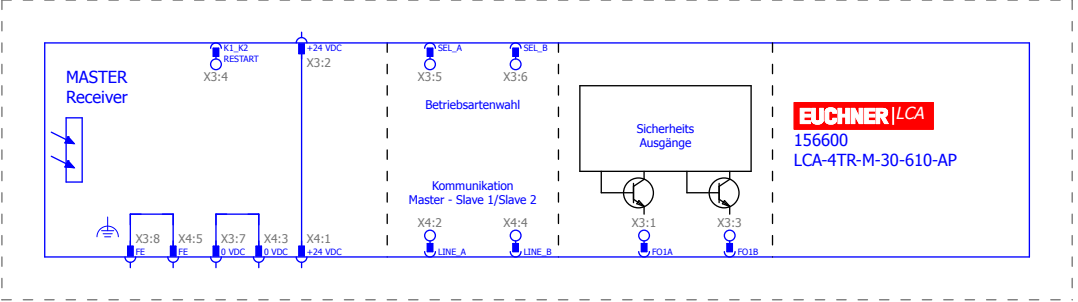 K1_K2
RESTART
X3:4
+24 VDC
X3:2
SEL_A
X3:5
SEL_B
X3:6
MASTER
Receiver
Betriebsartenwahl
Sicherheits
Ausgänge
EUCHNER LCA
156600
LCA-4TR-M-30-610-AP
Kommunikation
Master - Slave 1/Slave 2
X3:8
FE
X4:5
FE
X3:7
0 VDC
X4:3
0 VDC
X4:1
+24 VDC
X4:2
LINE_A
X4:4
LINE_B
X3:1
FO1A
X3:3
FO1B